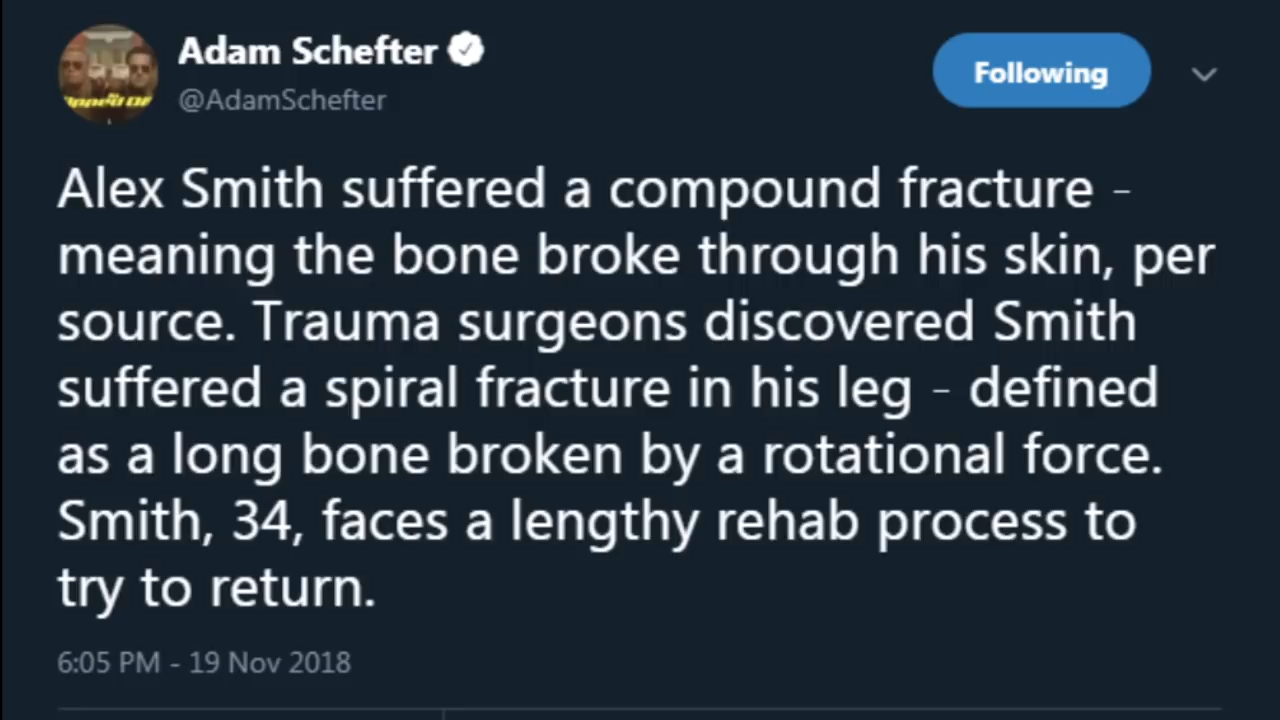 Adam Schefter
@AdamSchefter
Following
Alex Smith suffered a compound fracture -
meaning the bone broke through his skin, per
source. Trauma surgeons discovered Smith
suffered a spiral fracture in his leg - defined
as a long bone broken by a rotational force.
Smith, 34, faces a lengthy rehab process to
try to return.
6:05 PM - 19 Nov 2018